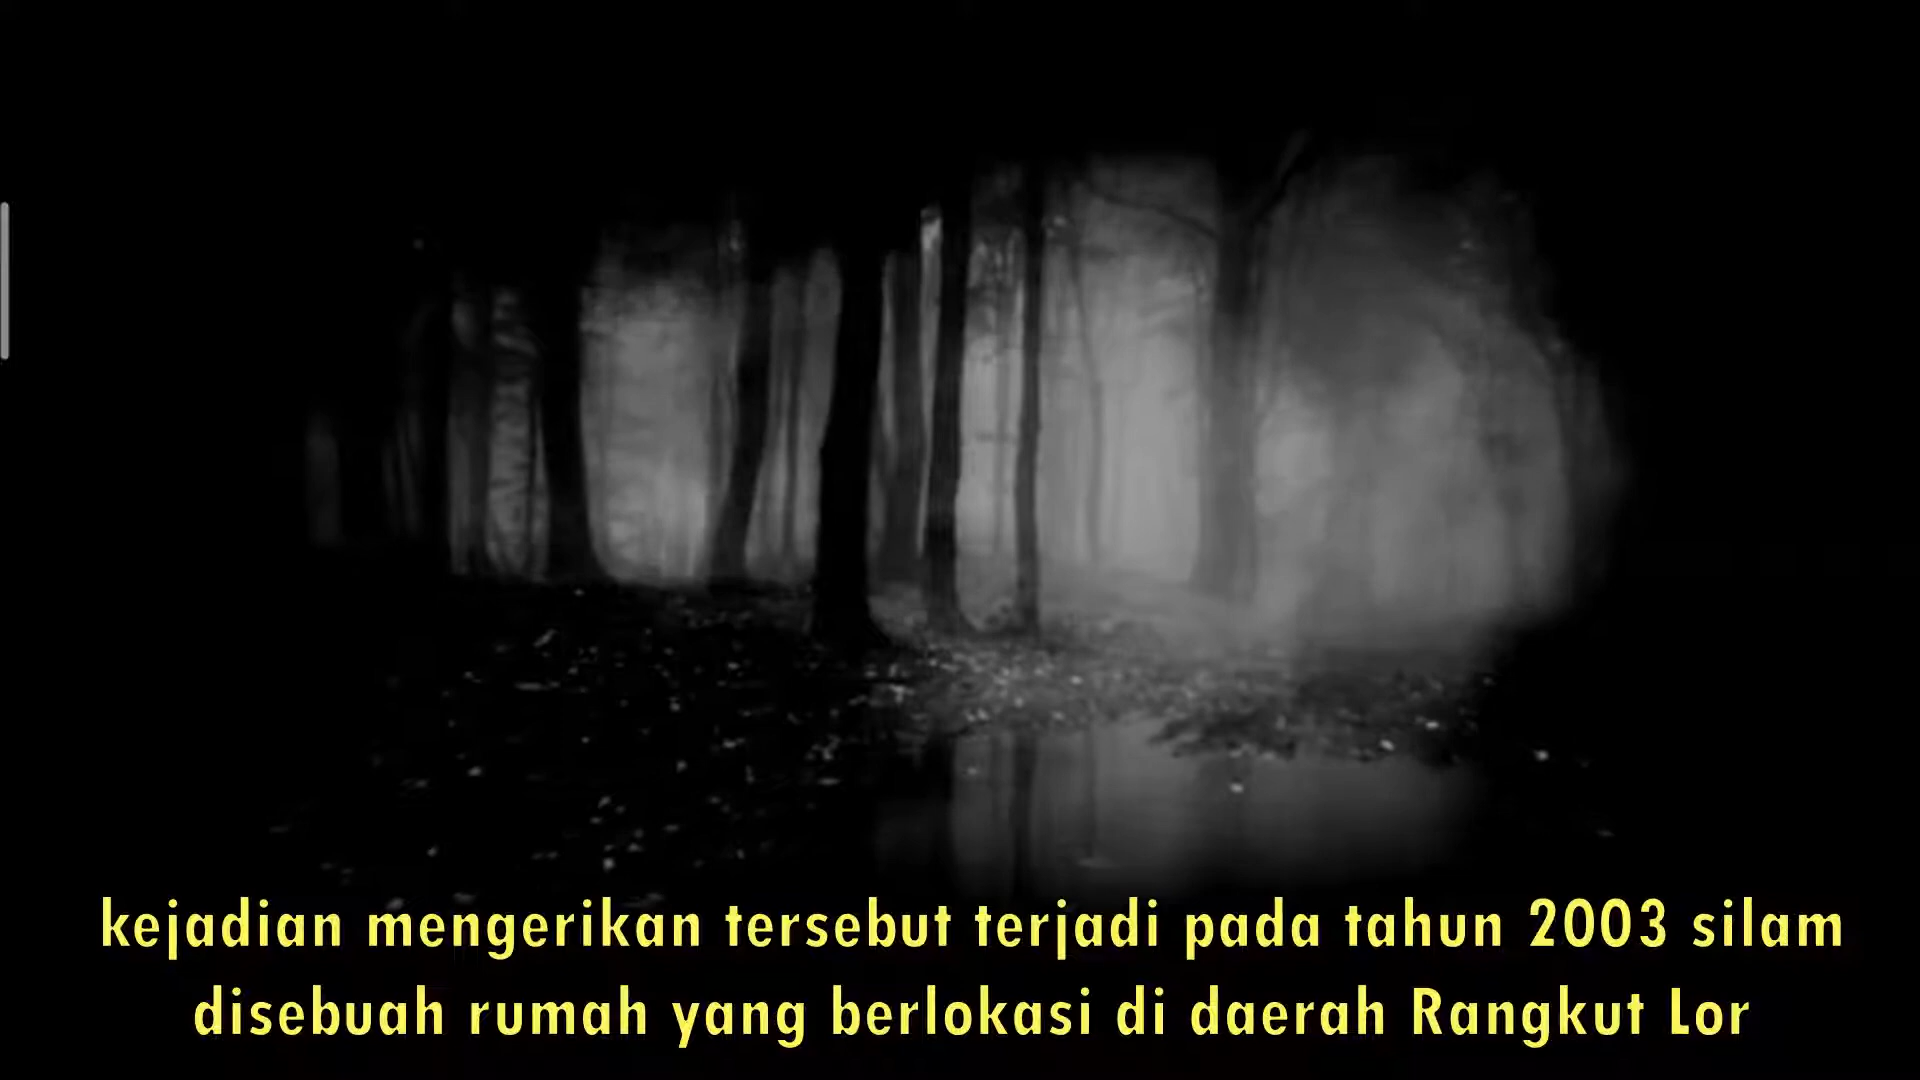 kejadian mengerikan tersebut terjadi pada tahun 2003 silam
disebuah rumah yang berlokasi di daerah Rangkut Lor